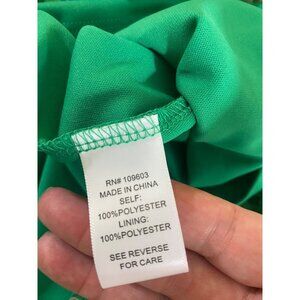 RN# 109603
MADE IN CHINA
SELF:
100%POLYESTER
LINING:
100%POLYESTER
SEE REVERSE
FOR CARE